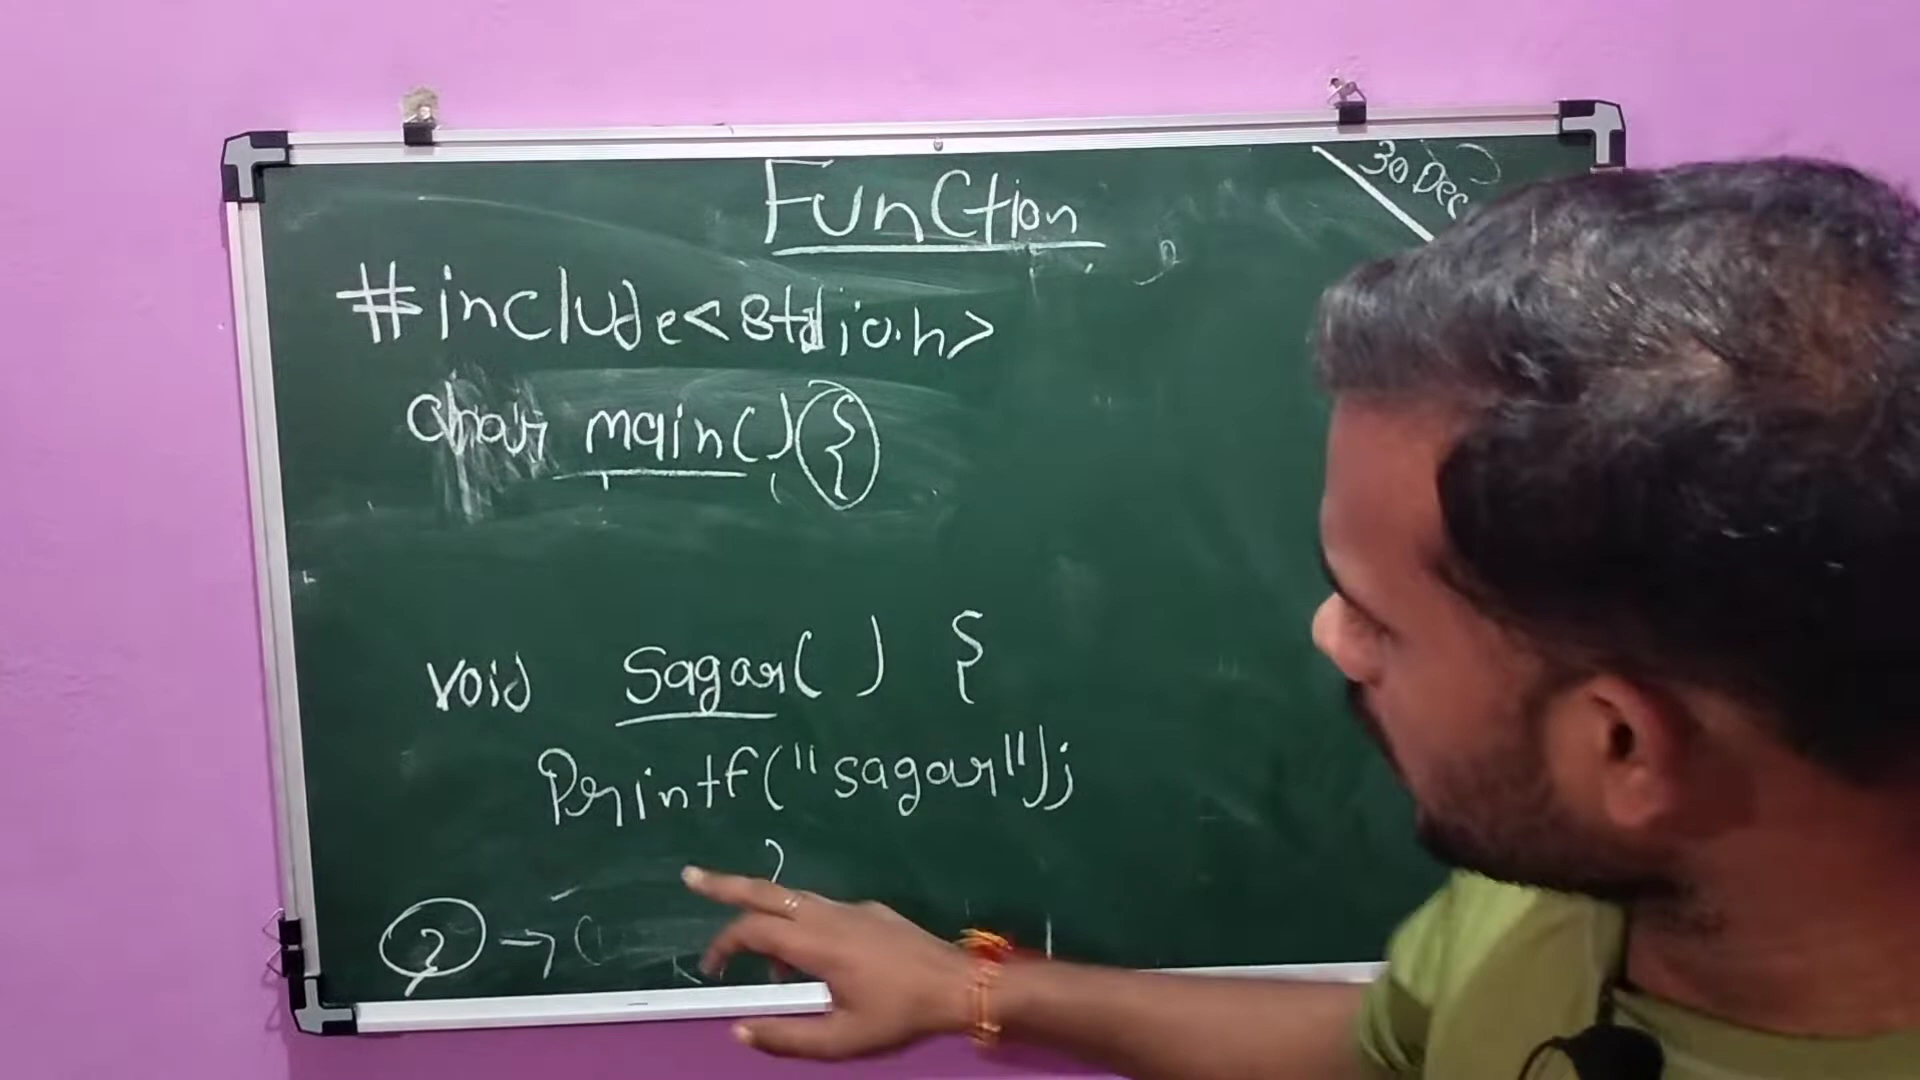 Function
30 Dec
#include<stdio.h>
char main(){
void sagar( ) {
Printf("sagar");
}
} →